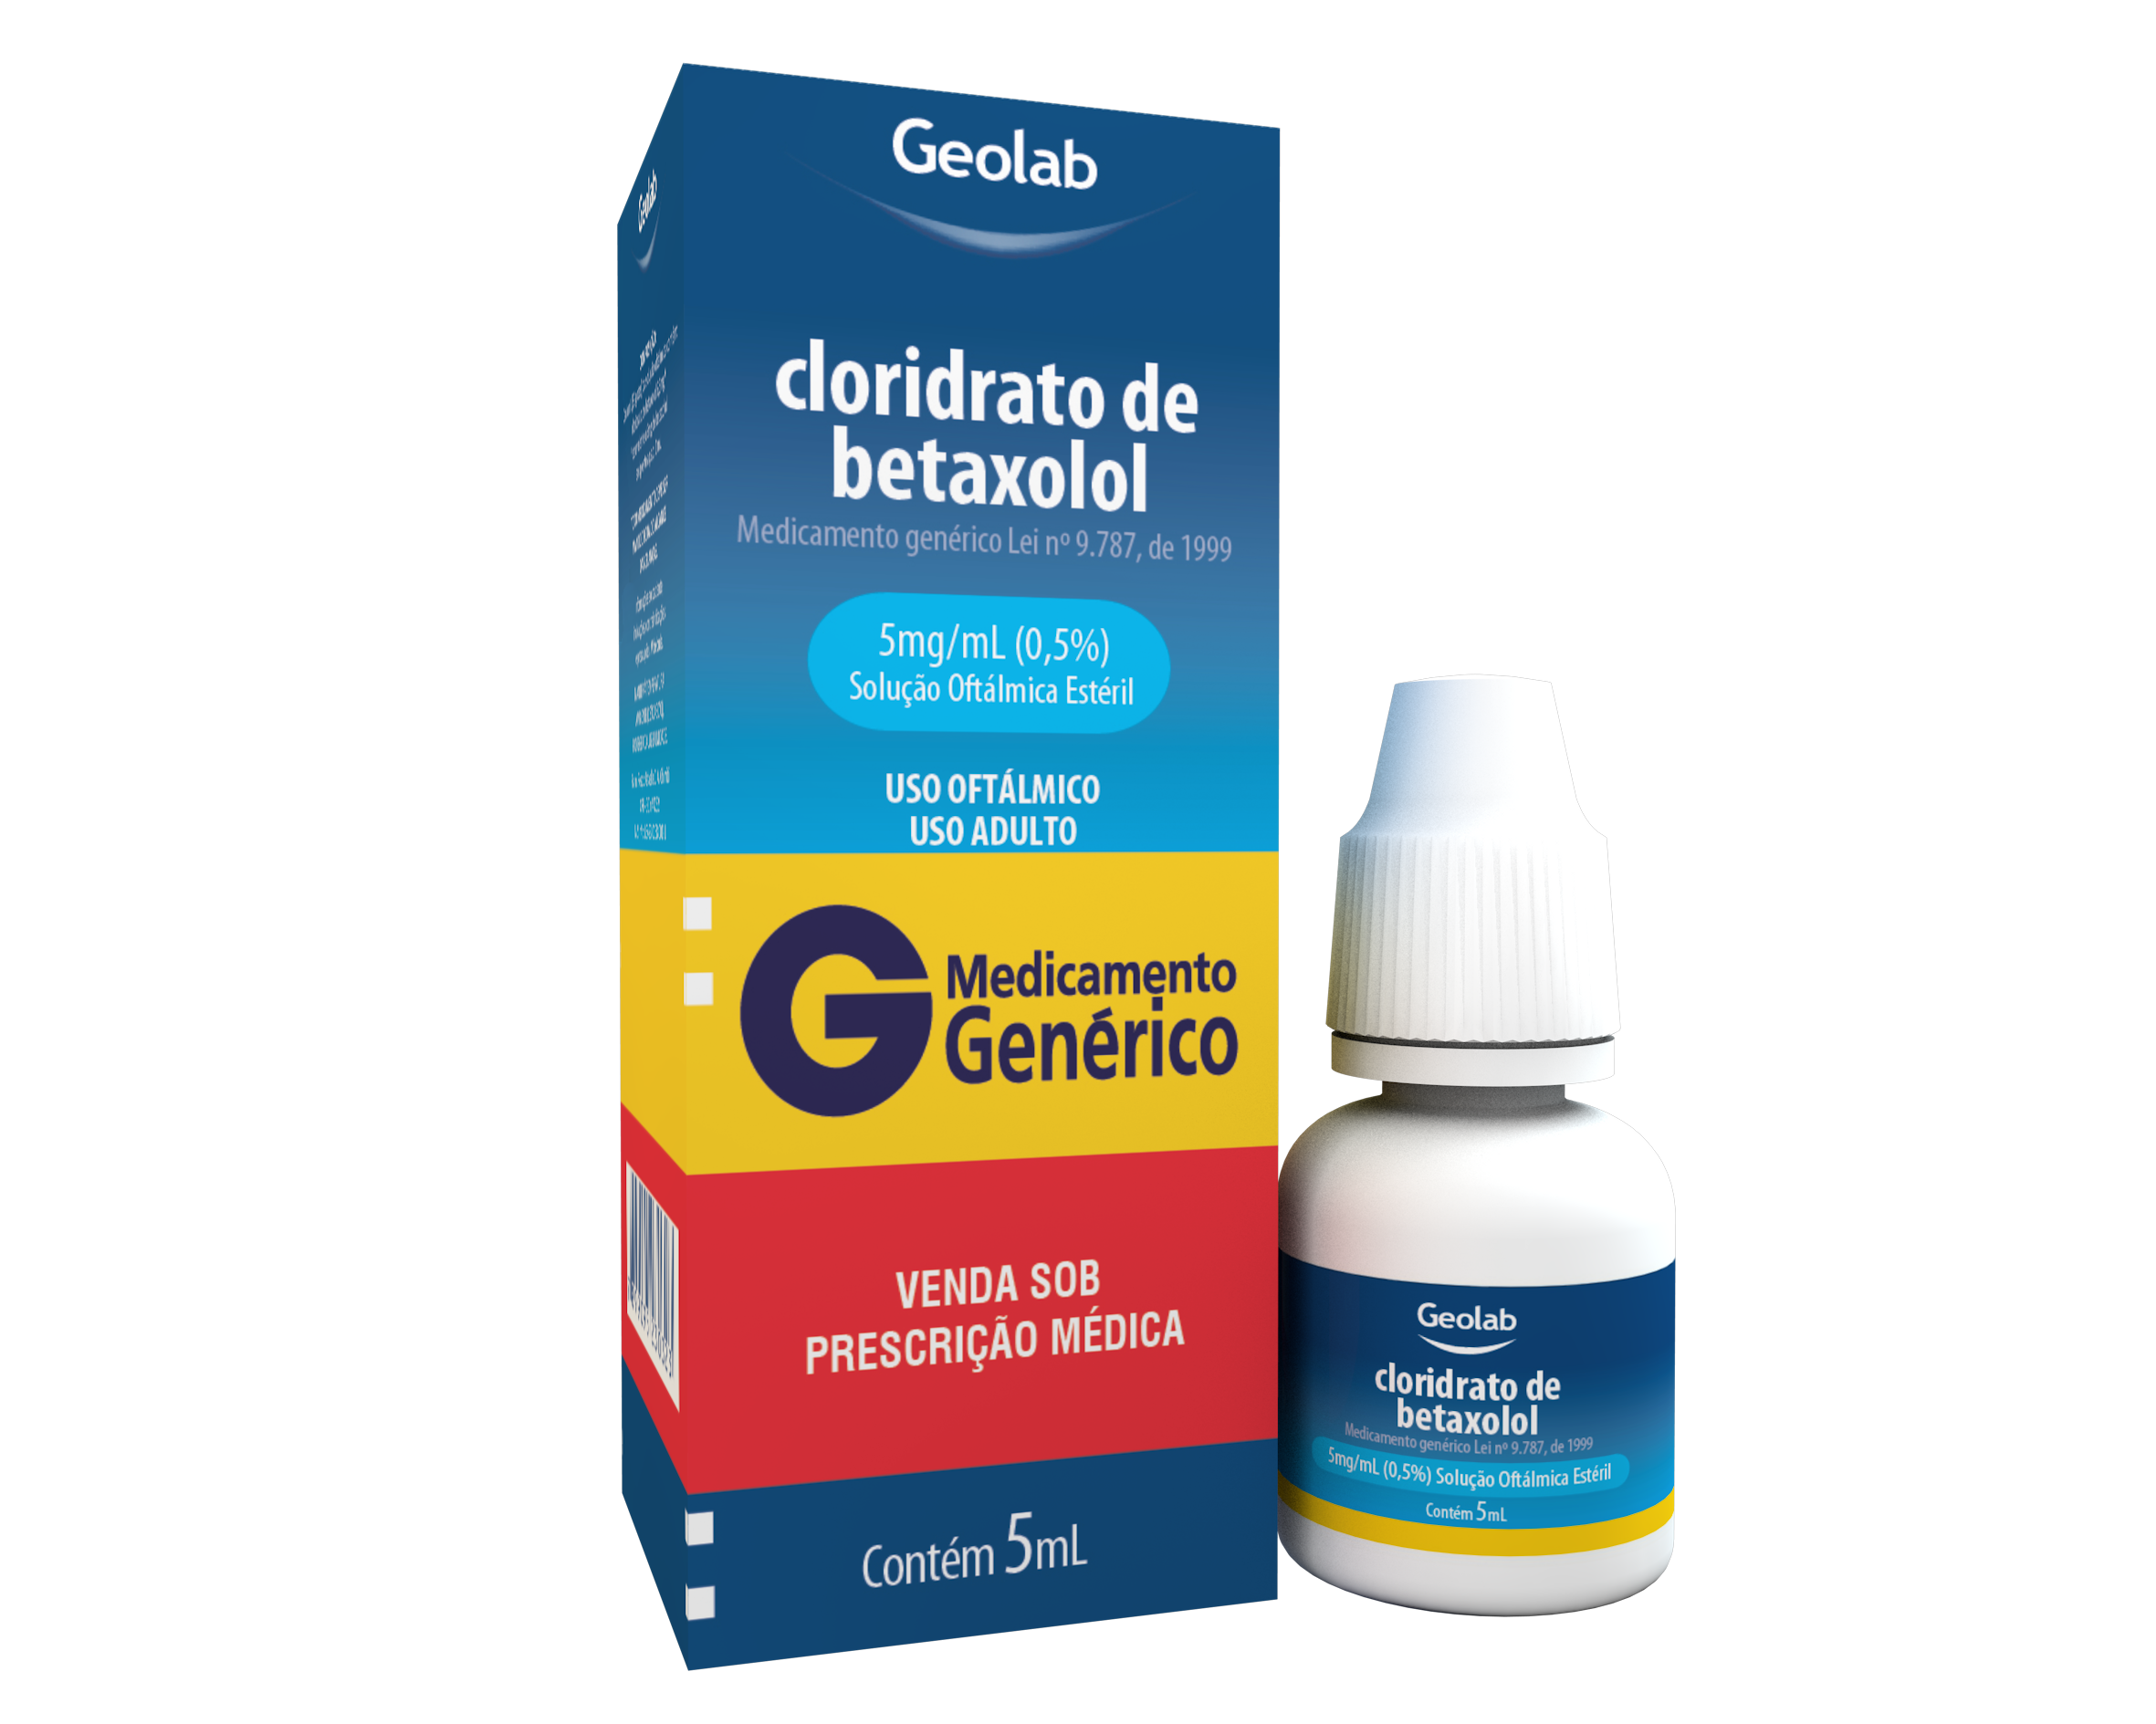 Geolab
cloridrato de
betaxolol
Medicamento genérico Lei nº 9.787, de 1999
5mg/mL (0,5%)
Solução Oftálmica Estéril
USO OFTÁLMICO
USO ADULTO
G Medicamento
Genérico
VENDA SOB
PRESCRIÇÃO MÉDICA
Contém 5mL
Geolab
Geolab
cloridrato de
betaxolol
Medicamento genérico Lei nº 9.787, de 1999
5mg/mL (0,5%) Solução Oftálmica Estéril
Contém 5mL